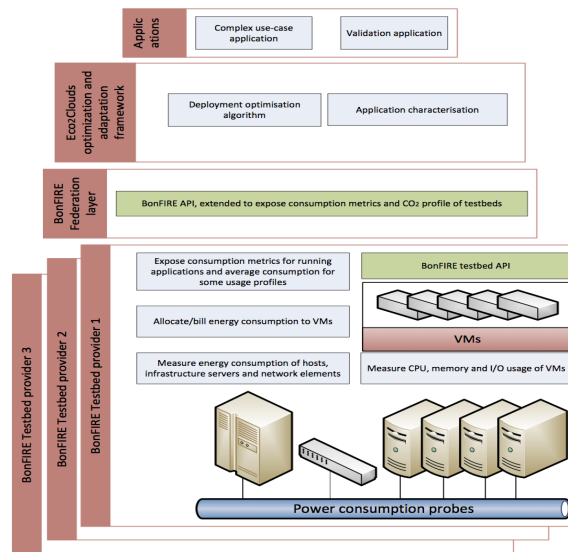 Applic
ations
Complex use-case
application
Validation application
Eco2Clouds
optimization and
adaptation
framework
Deployment optimisation
algorithm
Application characterisation
BonFIRE
Federation
layer
BonFIRE API, extended to expose consumption metrics and CO2 profile of testbeds
BonFIRE Testbed provider 3
BonFIRE Testbed provider 2
BonFIRE Testbed provider 1
Expose consumption metrics for running
applications and average consumption for
some usage profiles
BonFIRE testbed API
Allocate/bill energy consumption to VMs
VMs
Measure energy consumption of hosts,
infrastructure servers and network elements
Measure CPU, memory and I/O usage of VMs
Power consumption probes